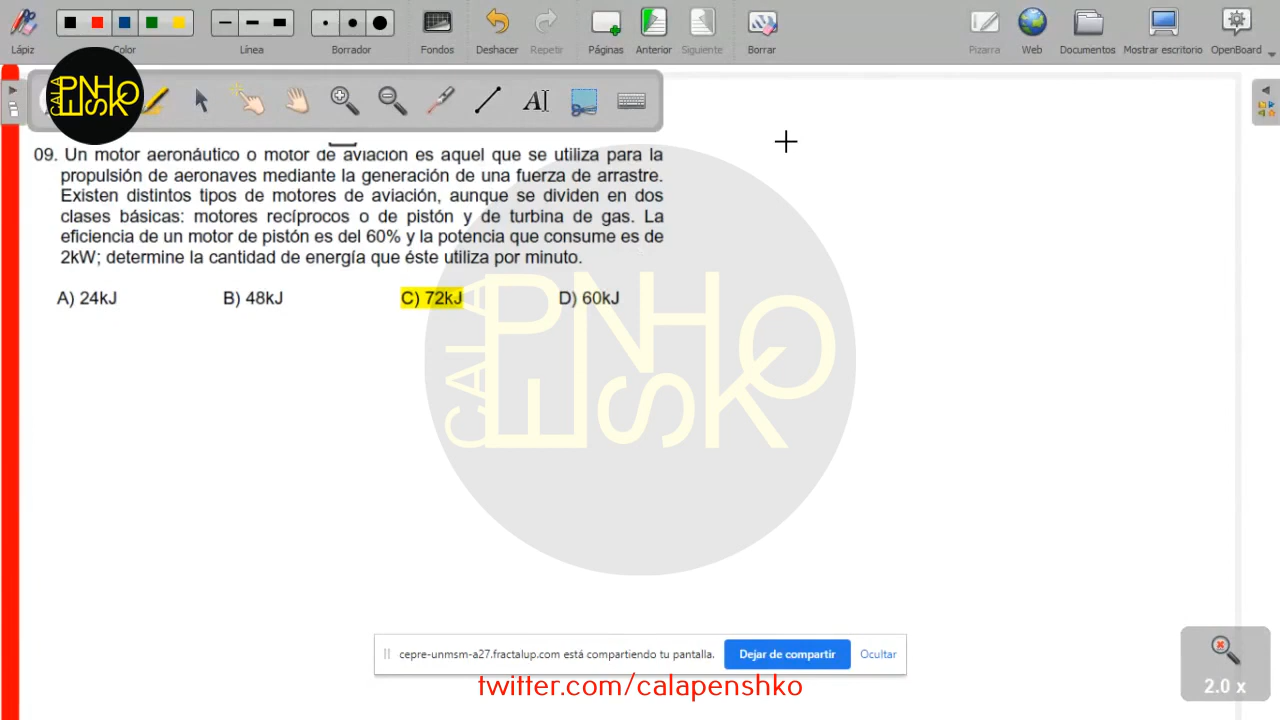 Lápiz
Color
Línea
Borrador
Fondos
Deshacer
Repetir
Páginas
Anterior
Siguiente
Borrar
Pizarra
Web
Documentos
Mostrar escritorio
OpenBoard
CALA PENSHKO
09. Un motor aeronáutico o motor de aviación es aquel que se utiliza para la
propulsión de aeronaves mediante la generación de una fuerza de arrastre.
Existen distintos tipos de motores de aviación, aunque se dividen en dos
clases básicas: motores recíprocos o de pistón y de turbina de gas. La
eficiencia de un motor de pistón es del 60% y la potencia que consume es de
2kW; determine la cantidad de energía que éste utiliza por minuto.
A) 24kJ B) 48kJ C) 72kJ D) 60kJ
CALA PENSHKO
cepre-unmsm-a27.fractalup.com está compartiendo tu pantalla.
Dejar de compartir
Ocultar
twitter.com/calapenshko
2.0 x